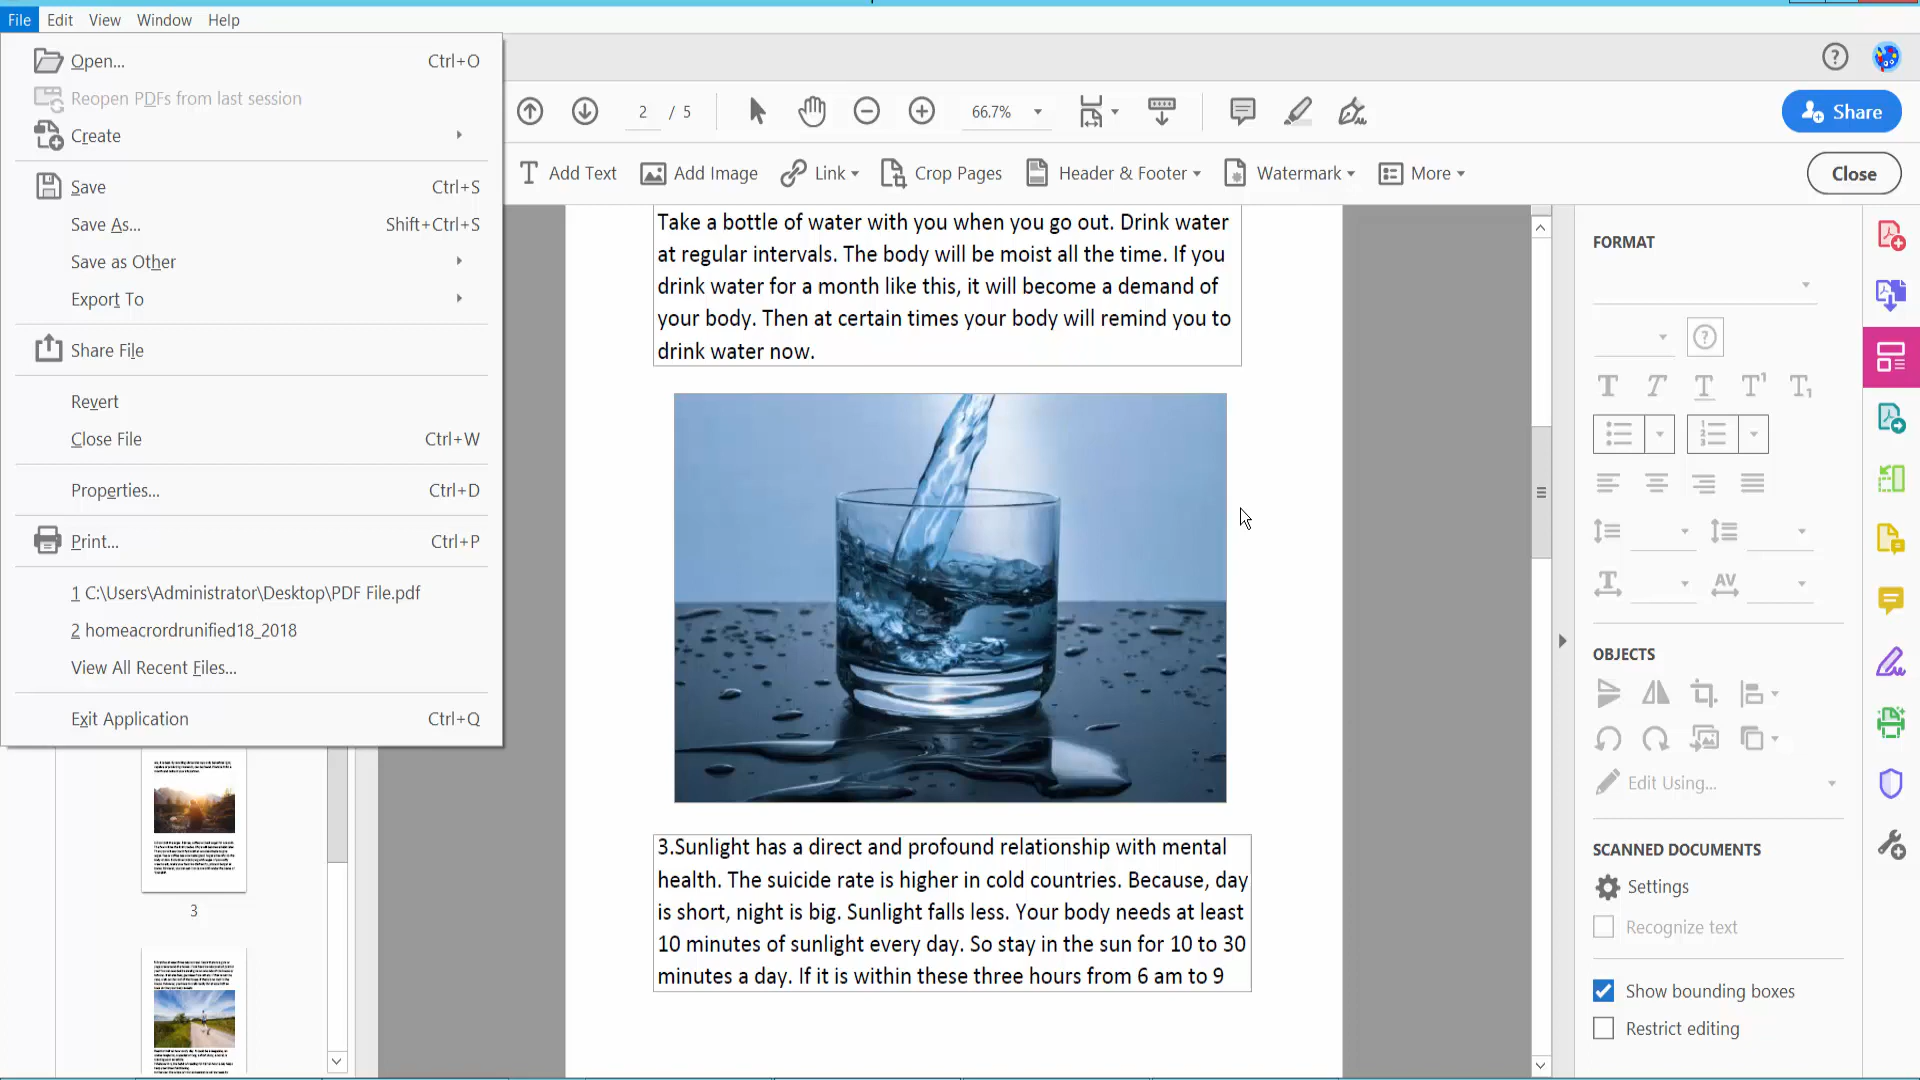 File Edit View Window Help
Open... Ctrl+O
Reopen PDFs from last session
Create
Save Ctrl+S
Save As... Shift+Ctrl+S
Save as Other
Export To
Share File
Revert
Close File Ctrl+W
Properties... Ctrl+D
Print... Ctrl+P
1 C:\Users\Administrator\Desktop\PDF File.pdf
2 homeacrordrunified18_2018
View All Recent Files...
Exit Application Ctrl+Q
3
2 / 5 66.7% Share
Add Text Add Image Link Crop Pages Header & Footer Watermark More Close
Take a bottle of water with you when you go out. Drink water
at regular intervals. The body will be moist all the time. If you
drink water for a month like this, it will become a demand of
your body. Then at certain times your body will remind you to
drink water now.
3.Sunlight has a direct and profound relationship with mental
health. The suicide rate is higher in cold countries. Because, day
is short, night is big. Sunlight falls less. Your body needs at least
10 minutes of sunlight every day. So stay in the sun for 10 to 30
minutes a day. If it is within these three hours from 6 am to 9
FORMAT
OBJECTS
Edit Using...
SCANNED DOCUMENTS
Settings
Recognize text
Show bounding boxes
Restrict editing